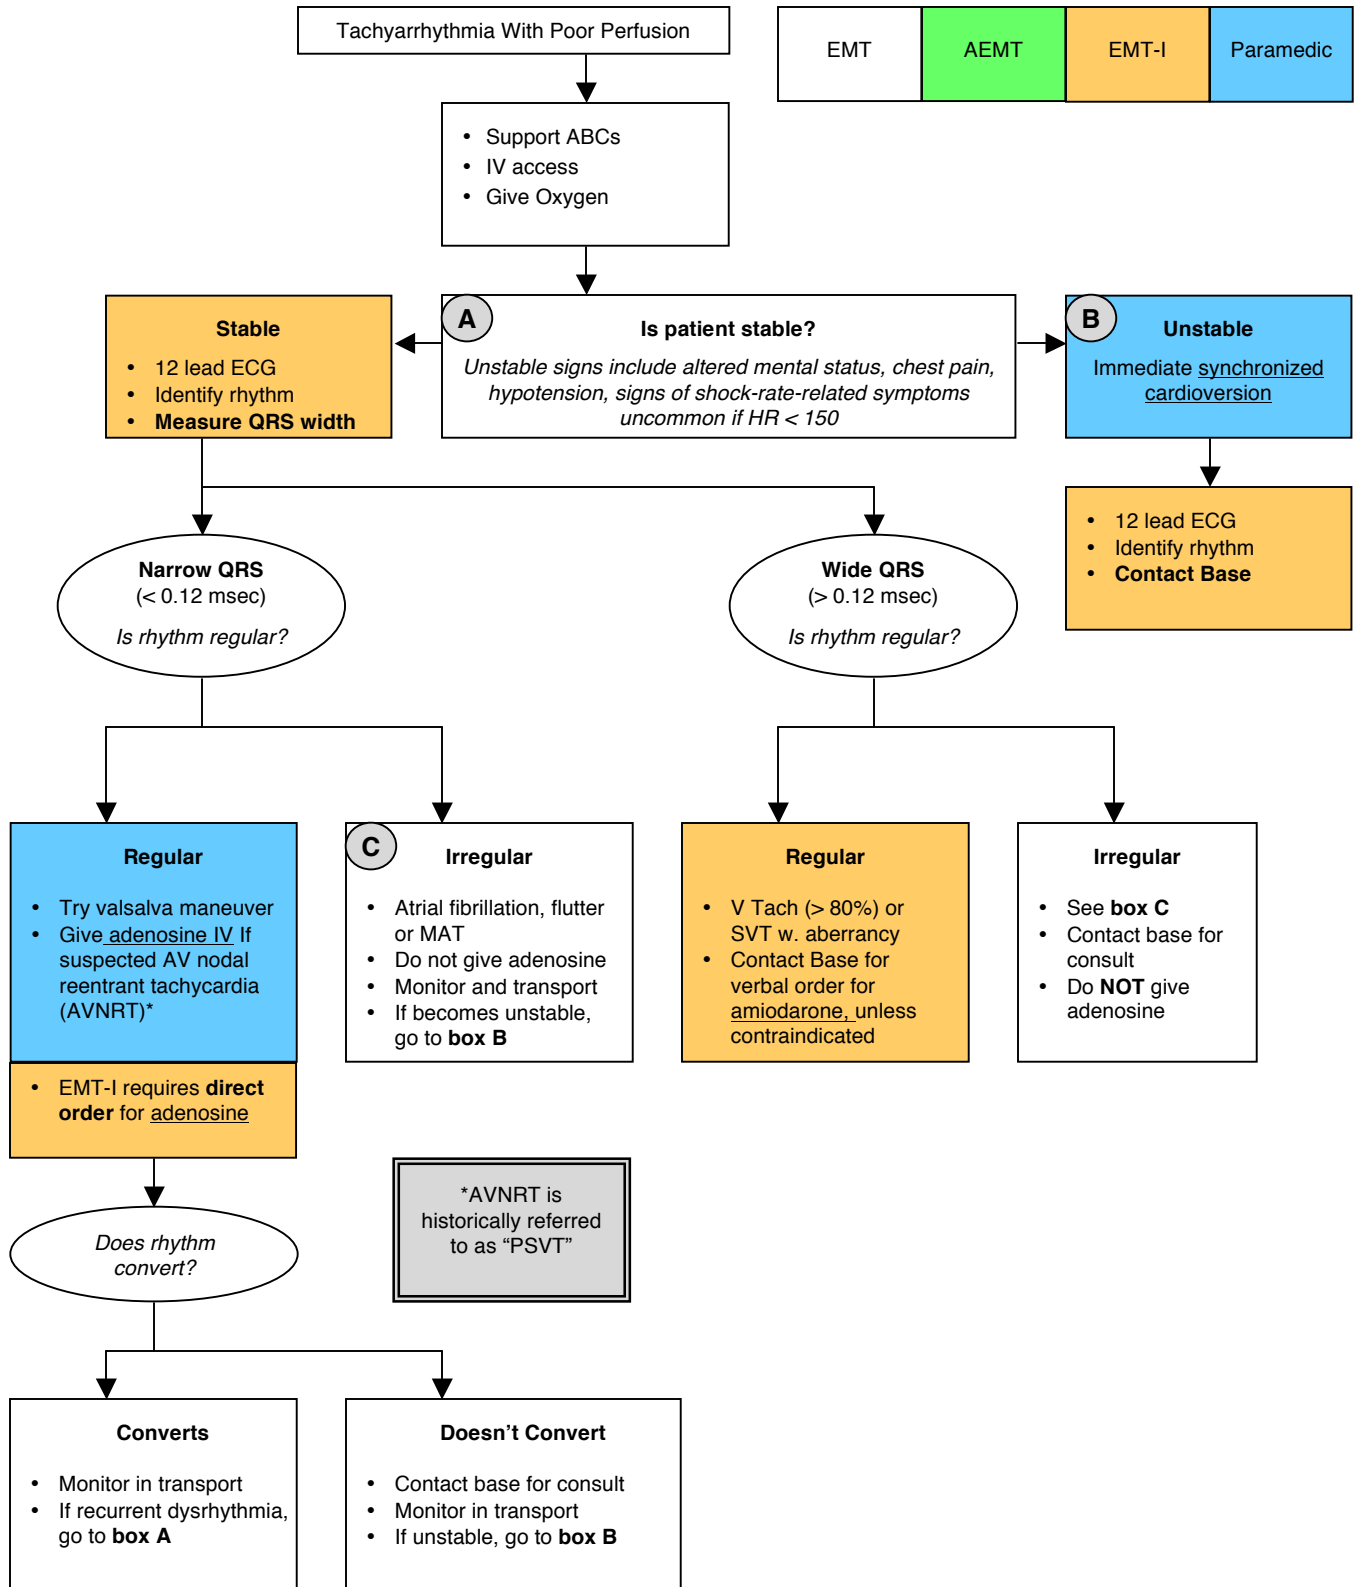 Tachyarrhythmia With Poor Perfusion
EMT
AEMT
EMT-I
Paramedic
• Support ABCs
• IV access
• Give Oxygen
Stable
• 12 lead ECG
• Identify rhythm
• Measure QRS width
A
Is patient stable?
Unstable signs include altered mental status, chest pain,
hypotension, signs of shock-rate-related symptoms
uncommon if HR < 150
B
Unstable
Immediate synchronized
cardioversion
• 12 lead ECG
• Identify rhythm
• Contact Base
Narrow QRS
(< 0.12 msec)
Is rhythm regular?
Wide QRS
(> 0.12 msec)
Is rhythm regular?
Regular
• Try valsalva maneuver
• Give adenosine IV If
suspected AV nodal
reentrant tachycardia
(AVNRT)*
• EMT-I requires direct
order for adenosine
C
Irregular
• Atrial fibrillation, flutter
or MAT
• Do not give adenosine
• Monitor and transport
• If becomes unstable,
go to box B
Regular
• V Tach (> 80%) or
SVT w. aberrancy
• Contact Base for
verbal order for
amiodarone, unless
contraindicated
Irregular
• See box C
• Contact base for
consult
• Do NOT give
adenosine
*AVNRT is
historically referred
to as “PSVT”
Does rhythm
convert?
Converts
• Monitor in transport
• If recurrent dysrhythmia,
go to box A
Doesn’t Convert
• Contact base for consult
• Monitor in transport
• If unstable, go to box B